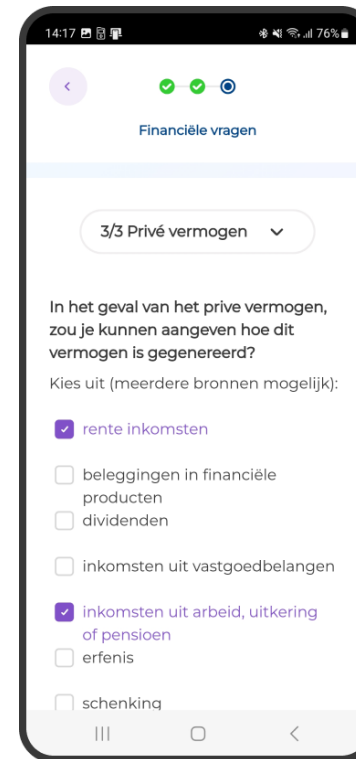 14:17 76%
Financiële vragen
3/3 Privé vermogen
In het geval van het prive vermogen,
zou je kunnen aangeven hoe dit
vermogen is gegenereerd?
Kies uit (meerdere bronnen mogelijk):
rente inkomsten
beleggingen in financiële
producten
dividenden
inkomsten uit vastgoedbelangen
inkomsten uit arbeid, uitkering
of pensioen
erfenis
schenking